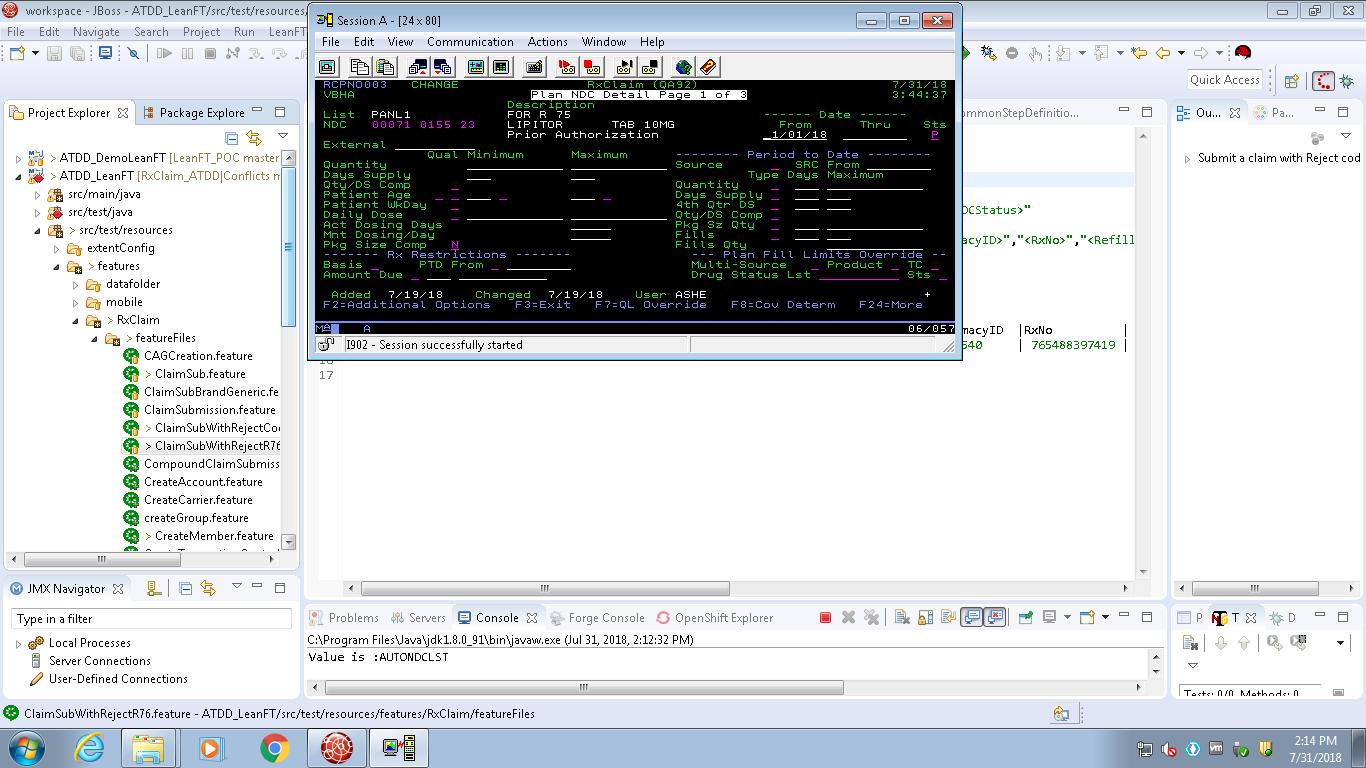 workspace - JBoss - ATDD_LeanFT/src/test/resources/
File Edit Navigate Search Project Run LeanFT
Quick Access
Project Explorer
Package Explorer
> ATDD_DemoLeanFT [LeanFT_POC master
> ATDD_LeanFT [RxClaim_ATDD|Conflicts m
src/main/java
src/test/java
> src/test/resources
extentConfig
> features
datafolder
mobile
> RxClaim
> featureFiles
CAGCreation.feature
> ClaimSub.feature
ClaimSubBrandGeneric.fe
ClaimSubmission.feature
> ClaimSubWithRejectCo
> ClaimSubWithRejectR76
CompoundClaimSubmiss
CreateAccount.feature
CreateCarrier.feature
createGroup.feature
> CreateMember.feature
JMX Navigator
Type in a filter
Local Processes
Server Connections
User-Defined Connections
Session A - [24 x 80]
File Edit View Communication Actions Window Help
RCPNO003 CHANGE RxClaim (QA92) 7/31/18
VBHA Plan NDC Detail Page 1 of 3 3:44:37
Description
List PANL1 FOR R 75 ------ Date ------
NDC 00071 0155 23 LIPITOR TAB 10MG From Thru Sts
Prior Authorization _1/01/18 P
External
Qual Minimum Maximum -------- Period to Date --------
Quantity Source SRC From
Days Supply Type Days Maximum
Qty/DS Comp Quantity
Patient Age Days Supply
Patient WkDay 4th Qtr DS
Daily Dose Qty/DS Comp
Act Dosing Days Pkg Sz Qty
Mnt Dosing/Day Fills
Pkg Size Comp N Fills Qty
------- Rx Restrictions ------- --- Plan Fill Limits Override --
Basis PTD From Multi-Source Product TC
Amount Due Drug Status Lst Sts
Added 7/19/18 Changed 7/19/18 User ASHE +
F2=Additional Options F3=Exit F7=QL Override F8=Cov Determ F24=More
MA A 06/057
I902 - Session successfully started
ommonStepDefinitio...
DCStatus>"
nacyID>","<RxNo>","<Refill
macyID |RxNo |
540 | 765488397419 |
17
Ou...
Pa...
Submit a claim with Reject cod
Problems Servers Console Forge Console OpenShift Explorer
C:\Program Files\Java\jdk1.8.0_91\bin\javaw.exe (Jul 31, 2018, 2:12:32 PM)
Value is :AUTONDCLST
P T D
Tests: 0/0 Methods: 0
ClaimSubWithRejectR76.feature - ATDD_LeanFT/src/test/resources/features/RxClaim/featureFiles
2:14 PM
7/31/2018